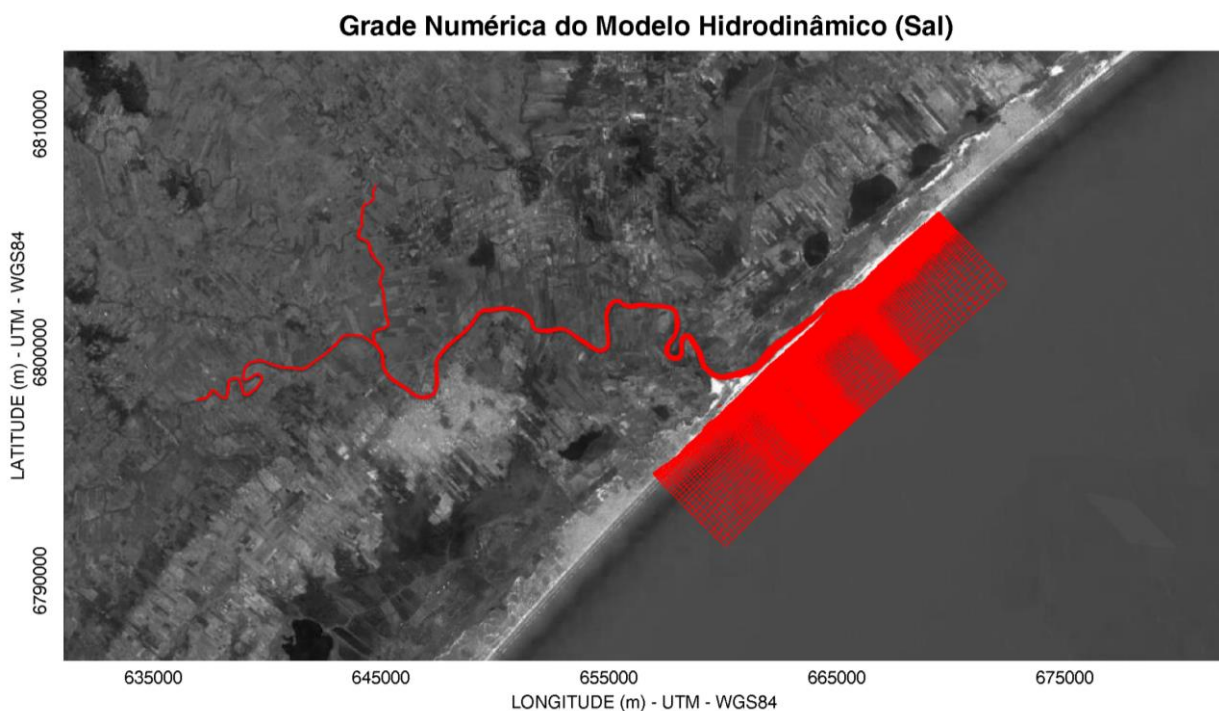 Grade Numérica do Modelo Hidrodinâmico (Sal)
6810000
6800000
6790000
LATITUDE (m) - UTM - WGS84
635000 645000 655000 665000 675000
LONGITUDE (m) - UTM - WGS84